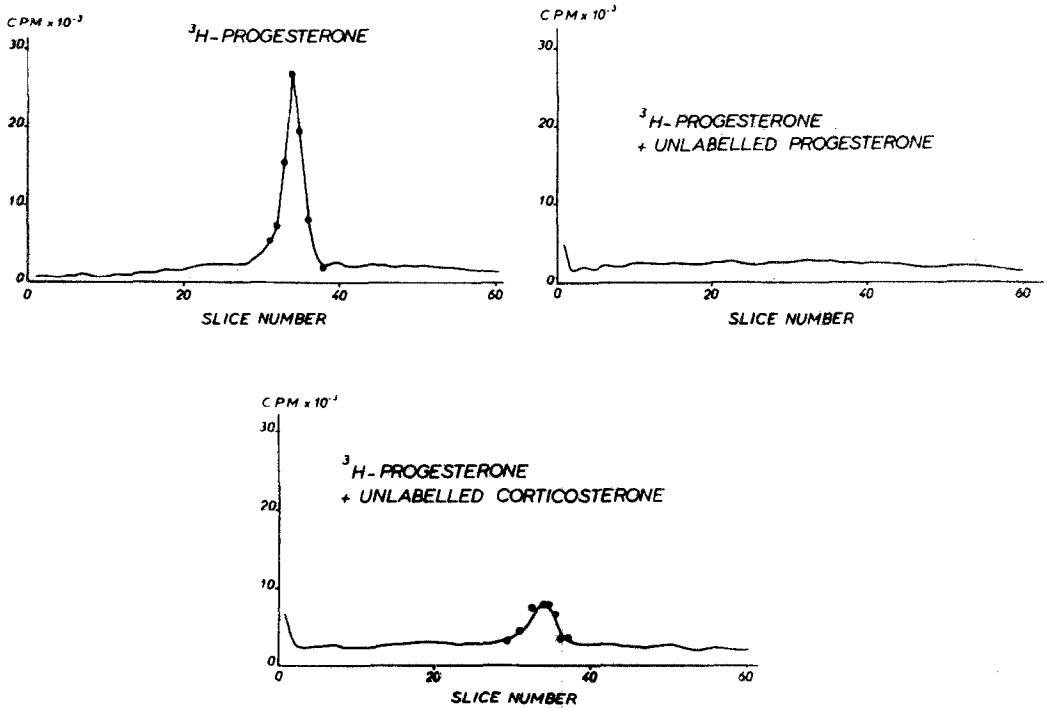 CPM x 10⁻³
³H-PROGESTERONE
30
20
10
0
0 20 40 60
SLICE NUMBER
CPM x 10⁻³
³H-PROGESTERONE
+ UNLABELLED PROGESTERONE
30
20
10
0
0 20 40 60
SLICE NUMBER
CPM x 10⁻³
³H-PROGESTERONE
+ UNLABELLED CORTICOSTERONE
30
20
10
0
0 20 40 60
SLICE NUMBER